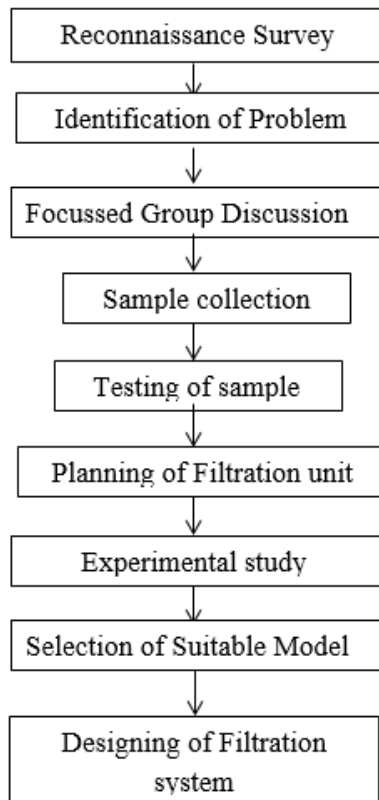 Reconnaissance Survey
Identification of Problem
Focussed Group Discussion
Sample collection
Testing of sample
Planning of Filtration unit
Experimental study
Selection of Suitable Model
Designing of Filtration
system